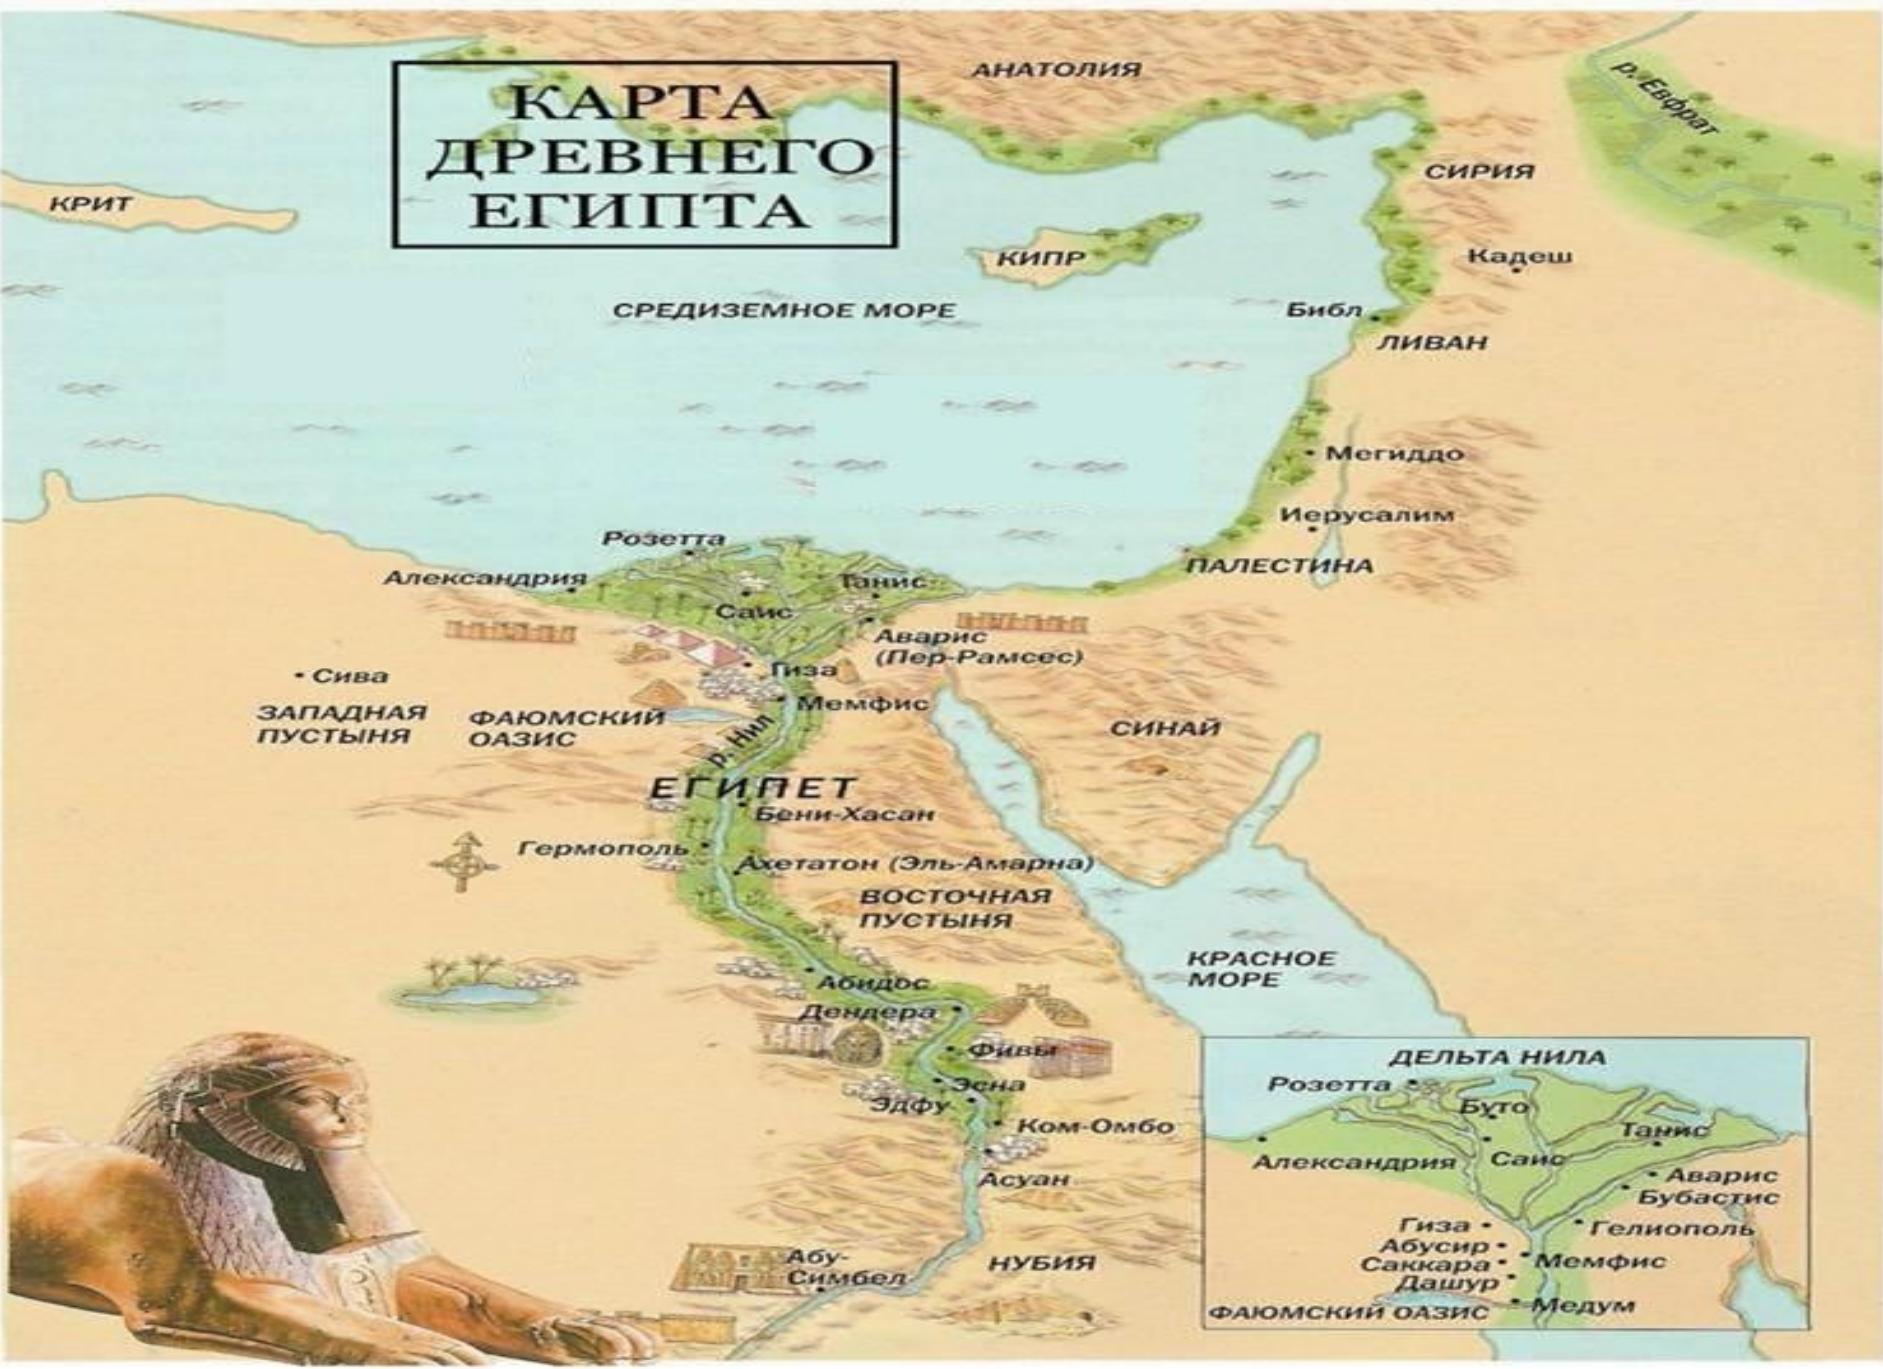 КАРТА
ДРЕВНЕГО
ЕГИПТА
АНАТОЛИЯ
р. Евфрат
СИРИЯ
КРИТ
Кадеш
КИПР
СРЕДИЗЕМНОЕ МОРЕ
Библ
ЛИВАН
Мегиддо
Иерусалим
Розетта
ПАЛЕСТИНА
Александрия
Танис
Саис
Аварис
(Пер-Рамсес)
Гиза
Сива
Мемфис
ЗАПАДНАЯ
ПУСТЫНЯ
ФАЮМСКИЙ
ОАЗИС
р. Нил
СИНАЙ
ЕГИПЕТ
Бени-Хасан
Гермополь
Ахетатон (Эль-Амарна)
ВОСТОЧНАЯ
ПУСТЫНЯ
КРАСНОЕ
МОРЕ
Абидос
Дендера
Фивы
Эсна
Эдфу
Ком-Омбо
Асуан
НУБИЯ
Абу-
Симбел
ДЕЛЬТА НИЛА
Розетта
Буто
Танис
Александрия
Саис
Аварис
Бубастис
Гиза
Гелиополь
Абусир
Саккара
Мемфис
Дашур
ФАЮМСКИЙ ОАЗИС
Медум